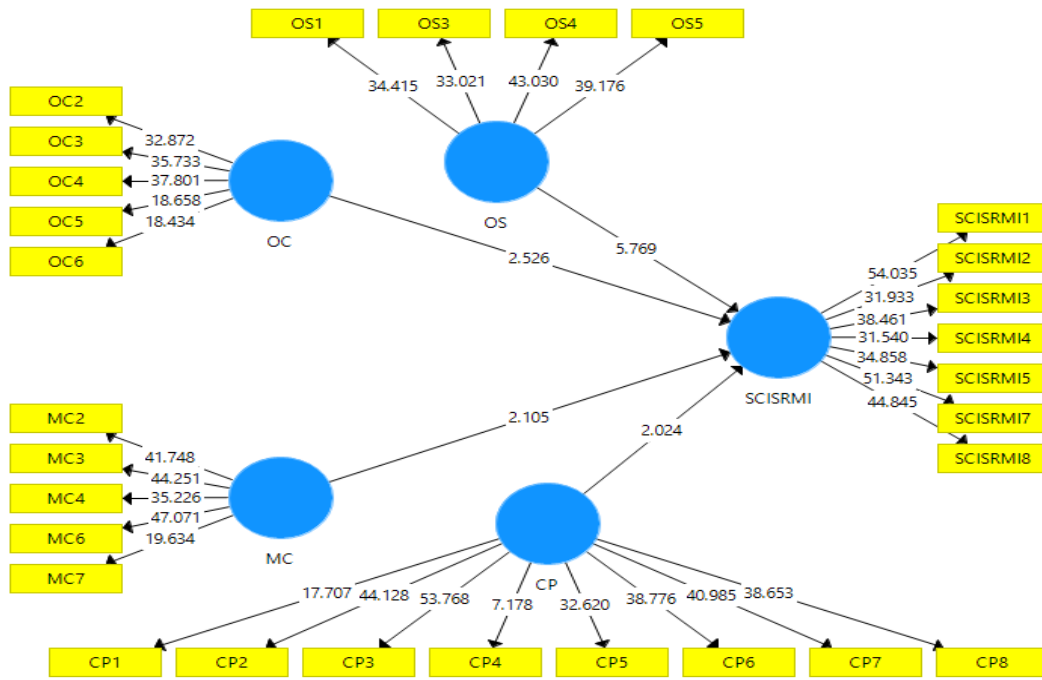 OS1
OS3
OS4
OS5
34.415
33.021
43.030
39.176
OS
OC2
OC3
OC4
OC5
OC6
32.872
35.733
37.801
18.658
18.434
OC
2.526
5.769
SCISRMI
SCISRMI1
SCISRMI2
SCISRMI3
SCISRMI4
SCISRMI5
SCISRMI7
SCISRMI8
54.035
31.933
38.461
31.540
34.858
51.343
44.845
MC2
MC3
MC4
MC6
MC7
41.748
44.251
35.226
47.071
19.634
MC
2.105
2.024
CP
17.707
44.128
53.768
7.178
32.620
38.776
40.985
38.653
CP1
CP2
CP3
CP4
CP5
CP6
CP7
CP8